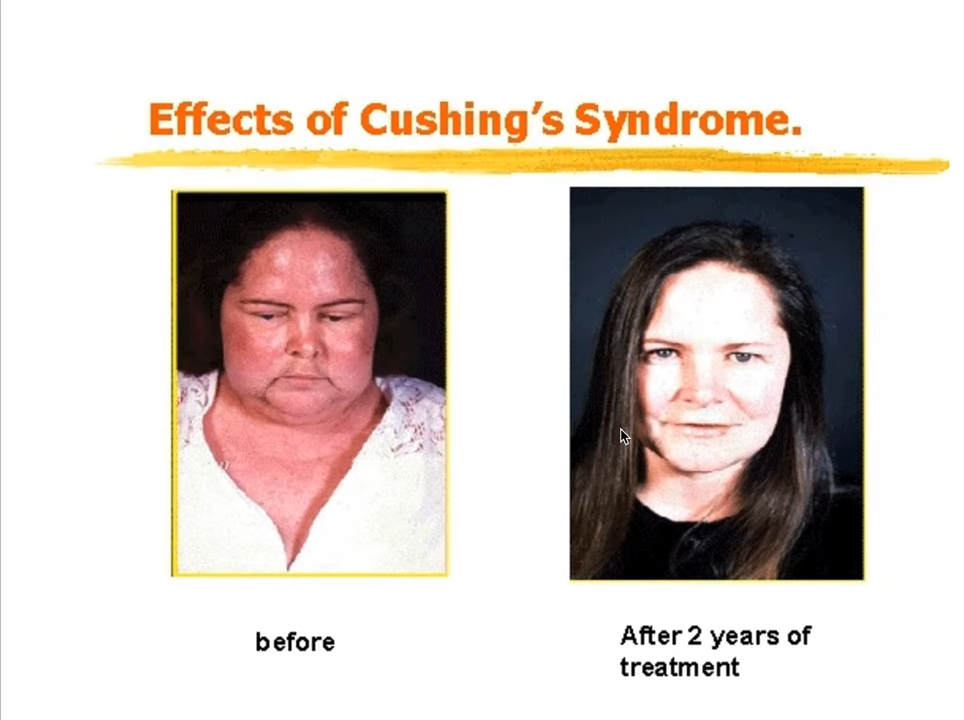 Effects of Cushing’s Syndrome.
before
After 2 years of
treatment